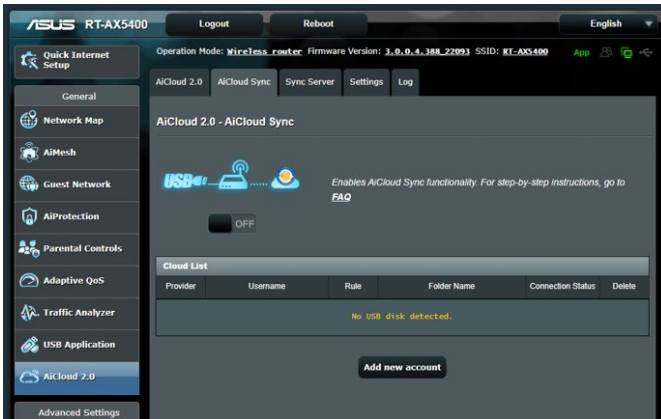 ASUS RT-AX5400 Logout Reboot English
Quick Internet
Setup
Operation Mode: Wireless router Firmware Version: 3.0.0.4.388_22093 SSID: RT-AX5400 App
AiCloud 2.0 AiCloud Sync Sync Server Settings Log
General
Network Map
AiMesh
Guest Network
AiProtection
Parental Controls
Adaptive QoS
Traffic Analyzer
USB Application
AiCloud 2.0
Advanced Settings
AiCloud 2.0 - AiCloud Sync
USB
Enables AiCloud Sync functionality. For step-by-step instructions, go to
FAQ
OFF
Cloud List
Provider Username Rule Folder Name Connection Status Delete
No USB disk detected.
Add new account